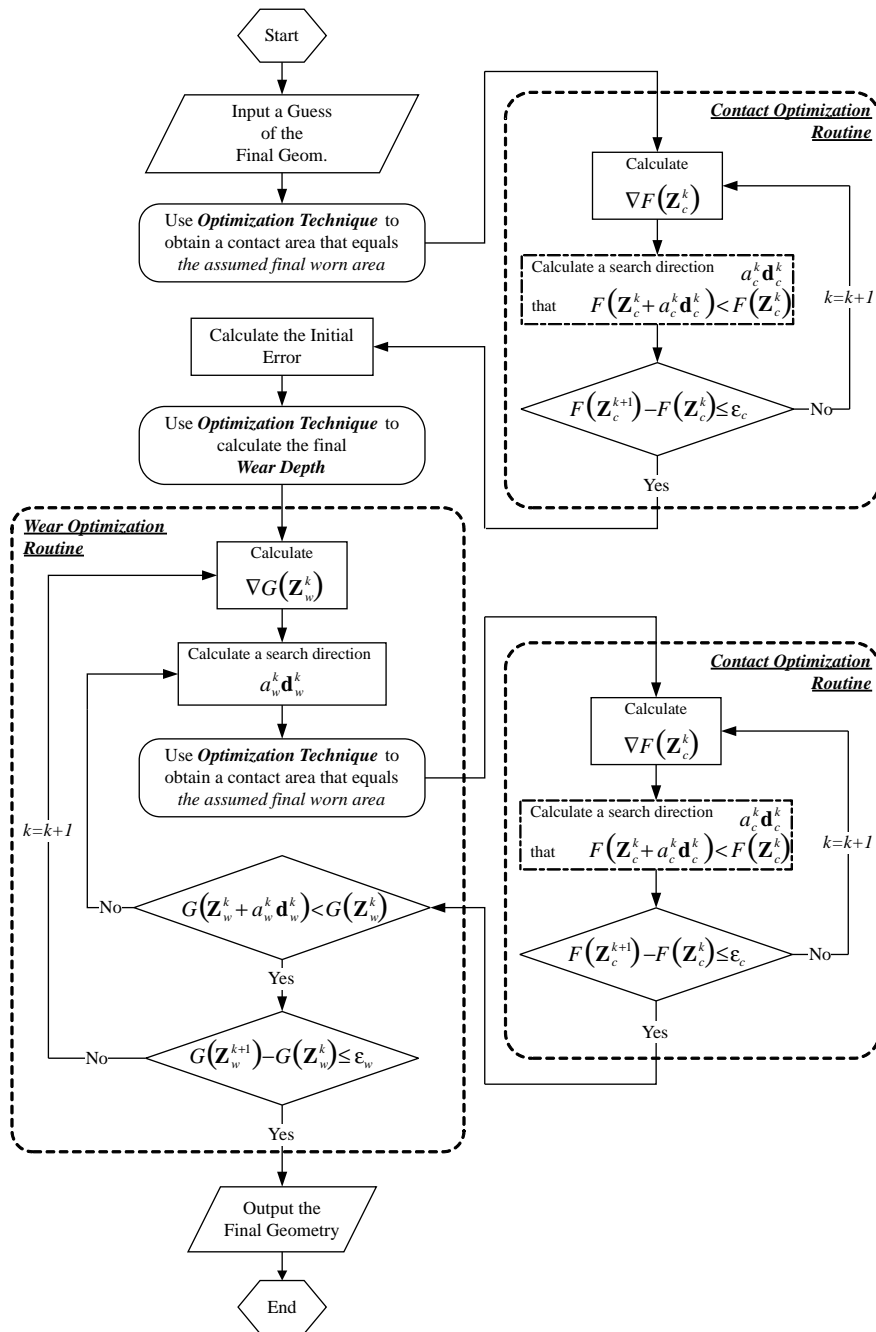 Start
Input a Guess
of the
Final Geom.
Use Optimization Technique to
obtain a contact area that equals
the assumed final worn area
Contact Optimization
Routine
Calculate
∇F(Z_c^k)
Calculate a search direction a_c^k d_c^k
that F(Z_c^k + a_c^k d_c^k) < F(Z_c^k)
k=k+1
F(Z_c^{k+1}) – F(Z_c^k) ≤ ε_c
No
Yes
Calculate the Initial
Error
Use Optimization Technique to
calculate the final
Wear Depth
Wear Optimization
Routine
Calculate
∇G(Z_w^k)
Calculate a search direction
a_w^k d_w^k
Use Optimization Technique to
obtain a contact area that equals
the assumed final worn area
k=k+1
Contact Optimization
Routine
Calculate
∇F(Z_c^k)
Calculate a search direction a_c^k d_c^k
that F(Z_c^k + a_c^k d_c^k) < F(Z_c^k)
k=k+1
F(Z_c^{k+1}) – F(Z_c^k) ≤ ε_c
No
Yes
No
G(Z_w^k + a_w^k d_w^k) < G(Z_w^k)
Yes
No
G(Z_w^{k+1}) – G(Z_w^k) ≤ ε_w
Yes
Output the
Final Geometry
End